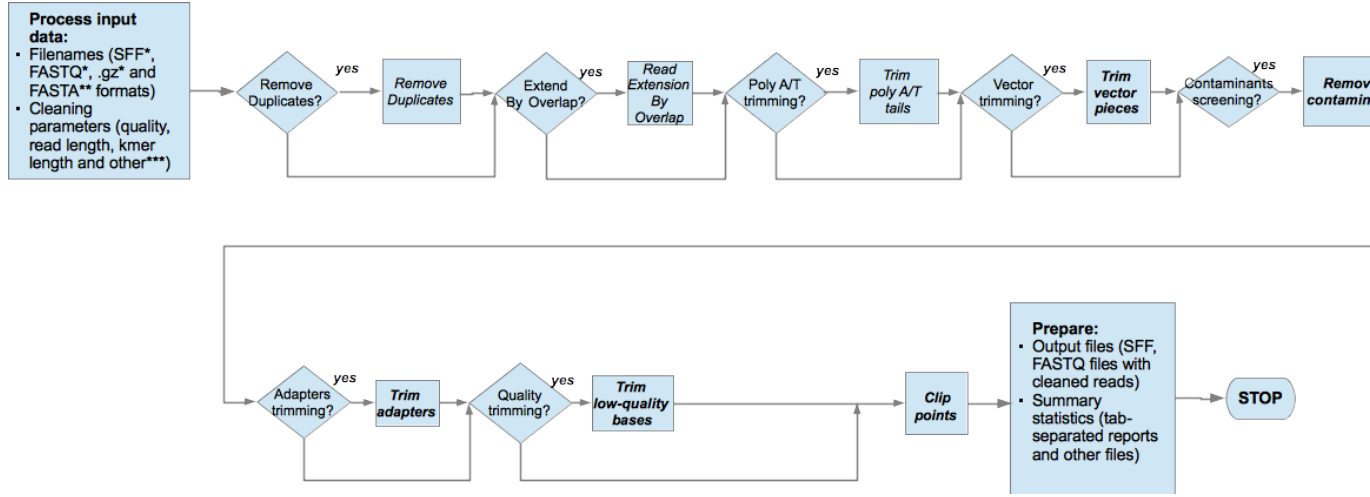 Process input
data:
▪ Filenames (SFF*,
FASTQ*, .gz* and
FASTA** formats)
▪ Cleaning
parameters (quality,
read length, kmer
length and other***)
Remove
Duplicates?
yes
Remove
Duplicates
Extend
By Overlap?
yes
Read
Extension
By
Overlap
Poly A/T
trimming?
yes
Trim
poly A/T
tails
Vector
trimming?
yes
Trim
vector
pieces
Contaminants
screening?
yes
Remov
contamin
Adapters
trimming?
yes
Trim
adapters
Quality
trimming?
yes
Trim
low-quality
bases
Clip
points
Prepare:
▪ Output files (SFF,
FASTQ files with
cleaned reads)
▪ Summary
statistics (tab-
separated reports
and other files)
STOP